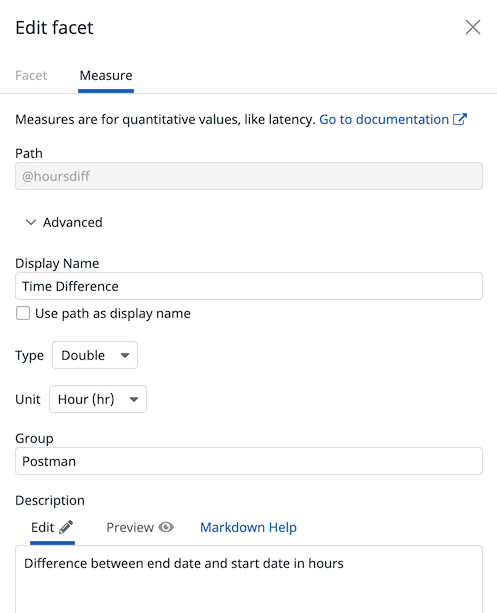 Edit facet
Facet Measure
Measures are for quantitative values, like latency. Go to documentation
Path
@hoursdiff
Advanced
Display Name
Time Difference
Use path as display name
Type Double
Unit Hour (hr)
Group
Postman
Description
Edit Preview Markdown Help
Difference between end date and start date in hours